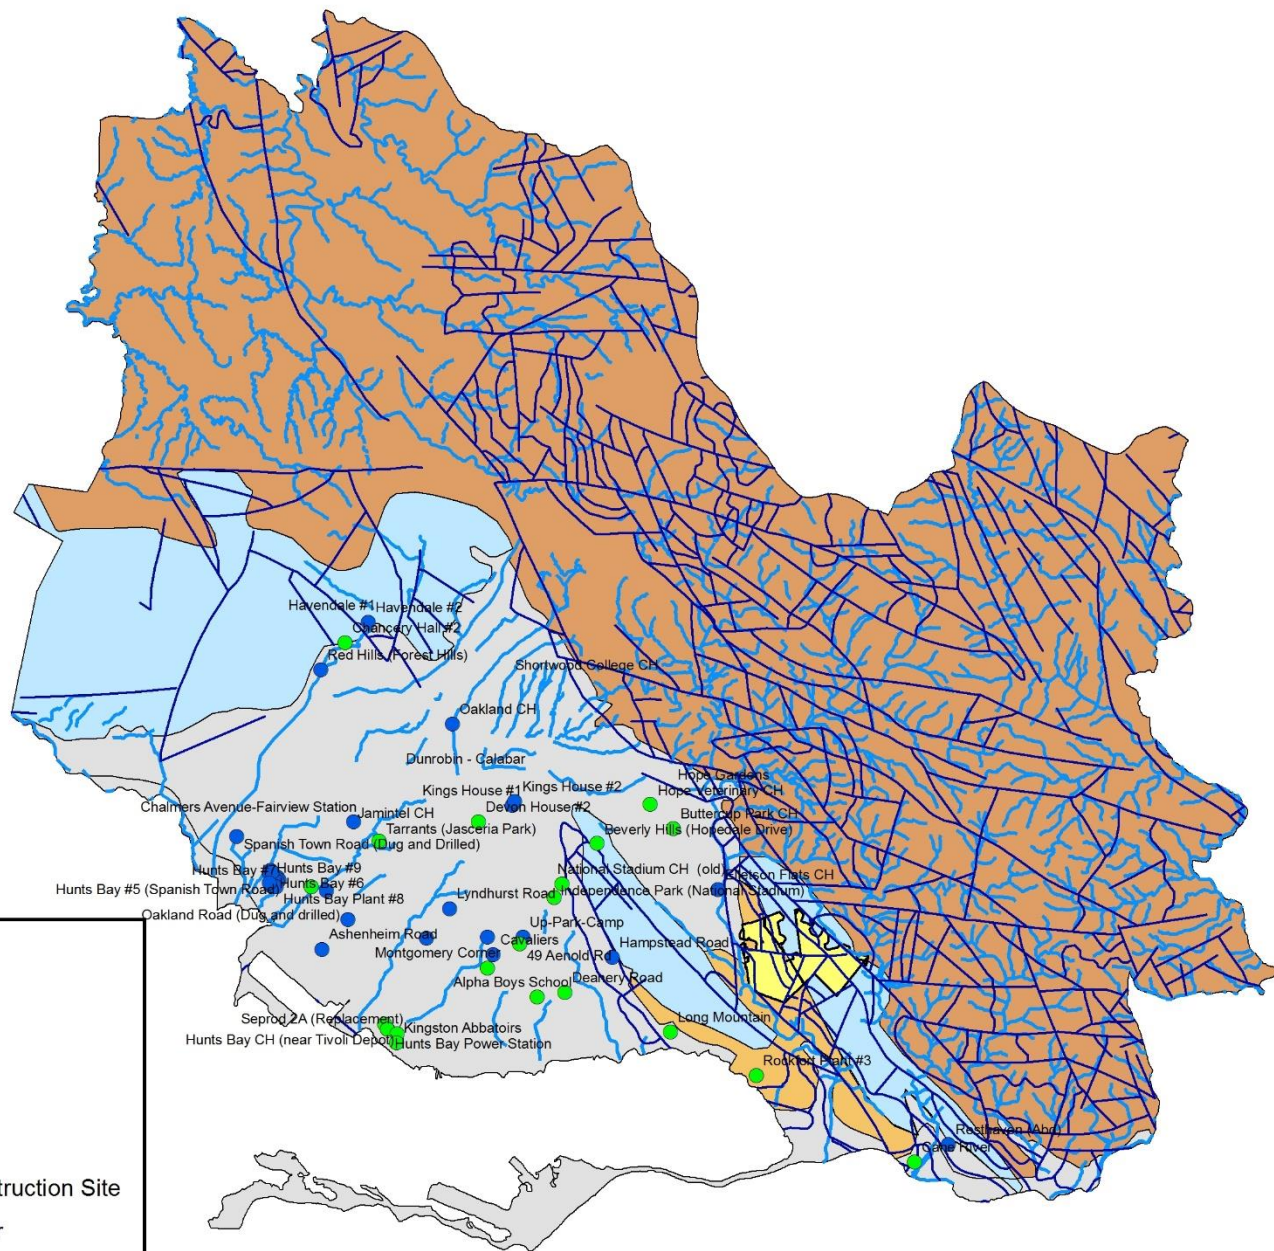 Havendale #1
Havendale #2
Chancery Hall #2
Red Hills (Forest Hills)
Shortwood College CH
Oakland CH
Dunrobin - Calabar
Hope Gardens
Kings House #1
Kings House #2
Hope Veterinary CH
Chalmers Avenue-Fairview Station
Jamintel CH
Devon House #2
Buttercup Park CH
Tarrants (Jasceria Park)
Beverly Hills (Hopedale Drive)
Spanish Town Road (Dug and Drilled)
Hunts Bay #7
Hunts Bay #9
National Stadium CH (old)
Elletson Flats CH
Hunts Bay #5 (Spanish Town Road)
Hunts Bay #6
Lyndhurst Road
Independence Park (National Stadium)
Hunts Bay Plant #8
Oakland Road (Dug and drilled)
Up-Park-Camp
Ashenheim Road
Cavaliers
Hampstead Road
Montgomery Corner
49 Aenold Rd
Alpha Boys School
Deanery Road
Seprod 2A (Replacement)
Long Mountain
Kingston Abbatoirs
Hunts Bay CH (near Tivoli Depot)
Hunts Bay Power Station
Rockfort Plant #3
Resthaven (Abd)
Cane River
truction Site